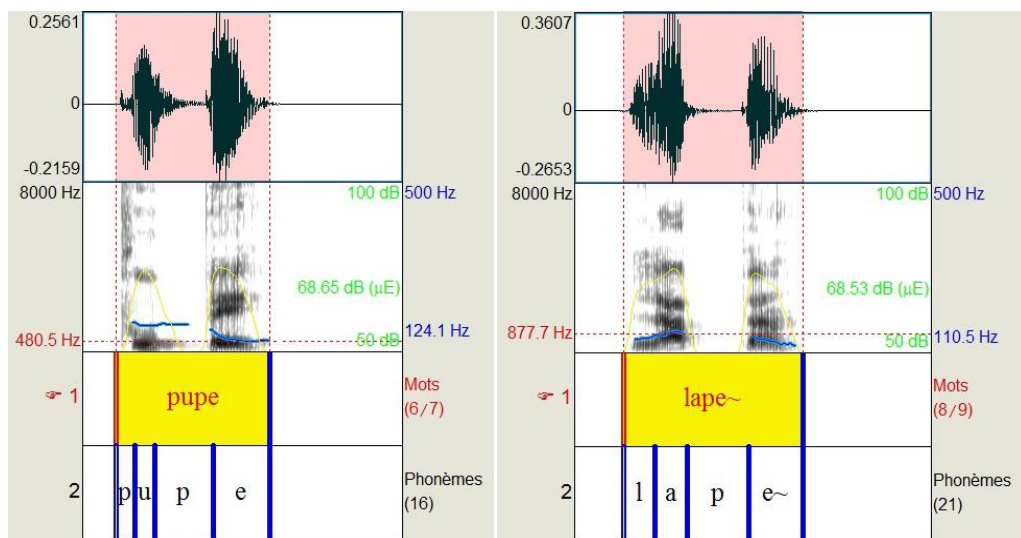 0.2561
0
-0.2159
8000 Hz
100 dB
500 Hz
68.65 dB (µE)
124.1 Hz
480.5 Hz
50 dB
1
pupe
Mots
(6/7)
2
p
u
p
e
Phonèmes
(16)
0.3607
0
-0.2653
8000 Hz
100 dB
500 Hz
68.53 dB (µE)
877.7 Hz
110.5 Hz
50 dB
1
lape~
Mots
(8/9)
2
l
a
p
e~
Phonèmes
(21)